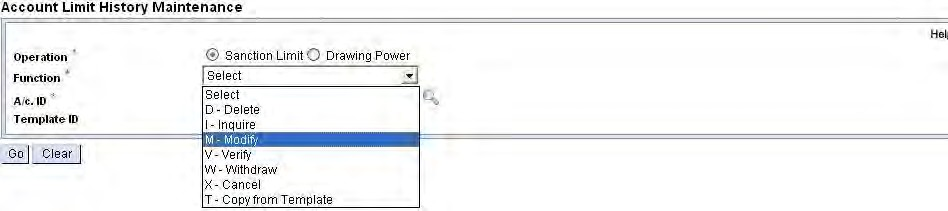 Account Limit History Maintenance
Hel
Operation * Sanction Limit Drawing Power
Function * Select
A/c. ID * Select
D - Delete
Template ID I - Inquire
M - Modify
Go Clear V - Verify
W - Withdraw
X - Cancel
T - Copy from Template